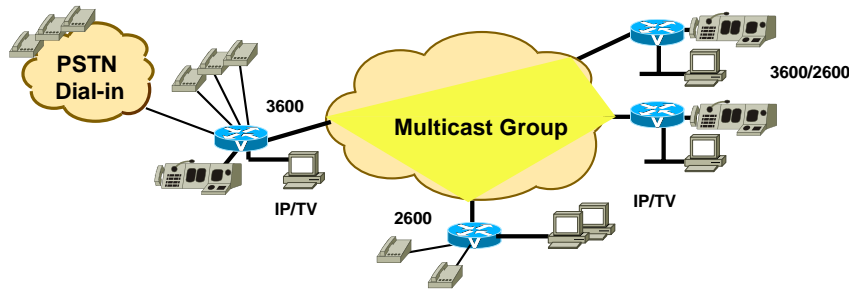 PSTN
Dial-in
3600
Multicast Group
3600/2600
IP/TV
2600
IP/TV
V
V
V
V